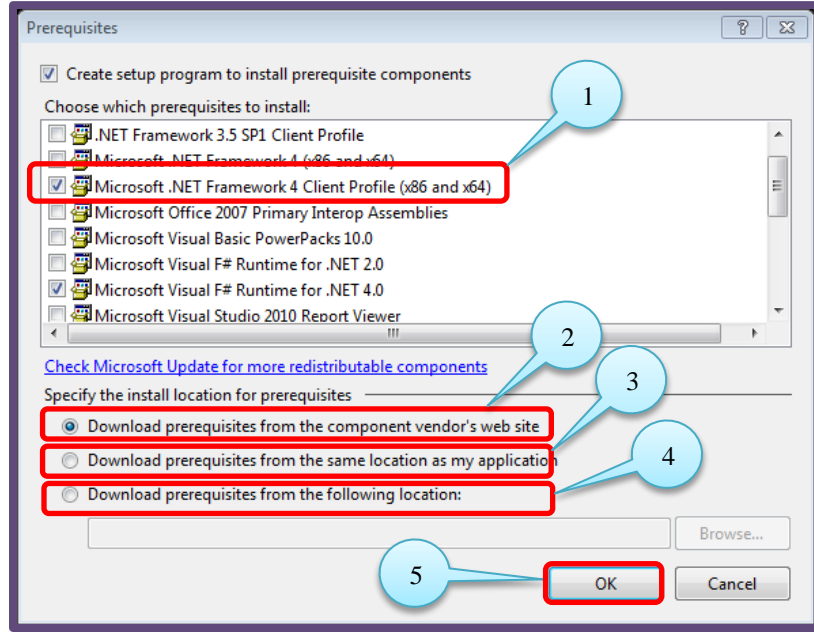 Prerequisites
Create setup program to install prerequisite components
1
Choose which prerequisites to install:
.NET Framework 3.5 SP1 Client Profile
Microsoft .NET Framework 4 (x86 and x64)
Microsoft .NET Framework 4 Client Profile (x86 and x64)
Microsoft Office 2007 Primary Interop Assemblies
Microsoft Visual Basic PowerPacks 10.0
Microsoft Visual F# Runtime for .NET 2.0
Microsoft Visual F# Runtime for .NET 4.0
Microsoft Visual Studio 2010 Report Viewer
2
Check Microsoft Update for more redistributable components
3
Specify the install location for prerequisites
Download prerequisites from the component vendor's web site
Download prerequisites from the same location as my application
4
Download prerequisites from the following location:
Browse...
5
OK
Cancel